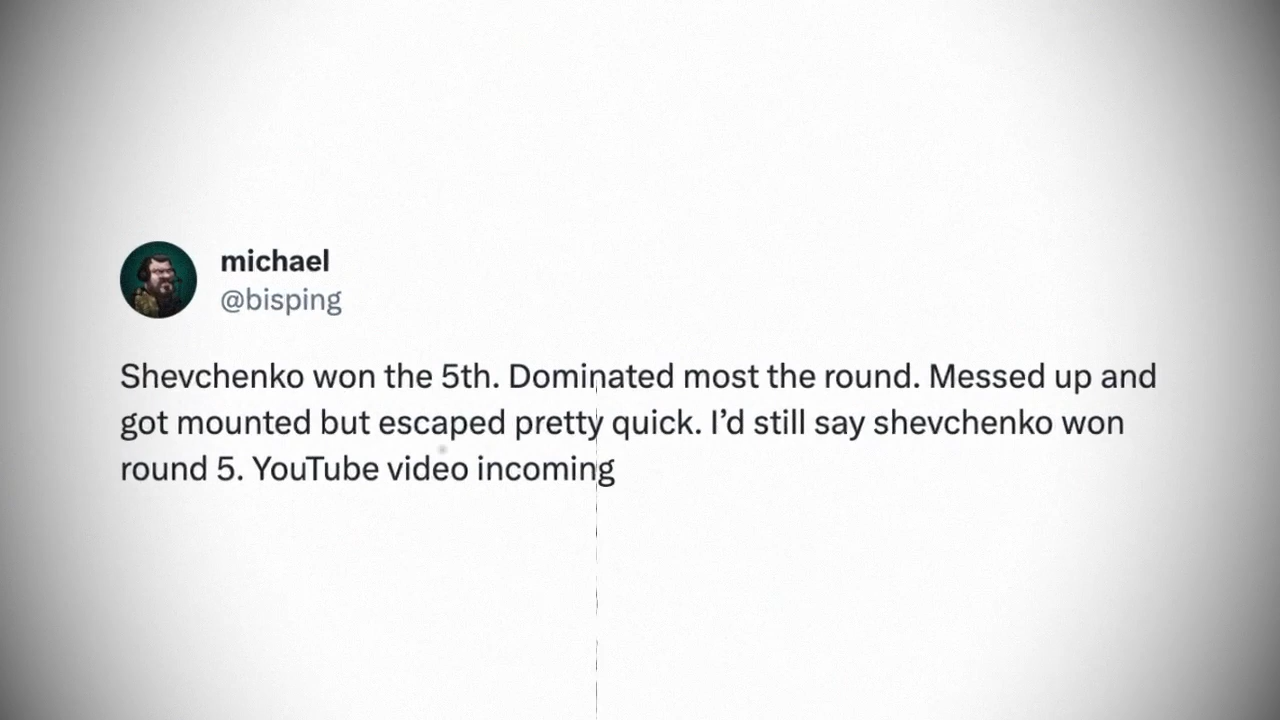 michael
@bisping
Shevchenko won the 5th. Dominated most the round. Messed up and
got mounted but escaped pretty quick. I’d still say shevchenko won
round 5. YouTube video incoming